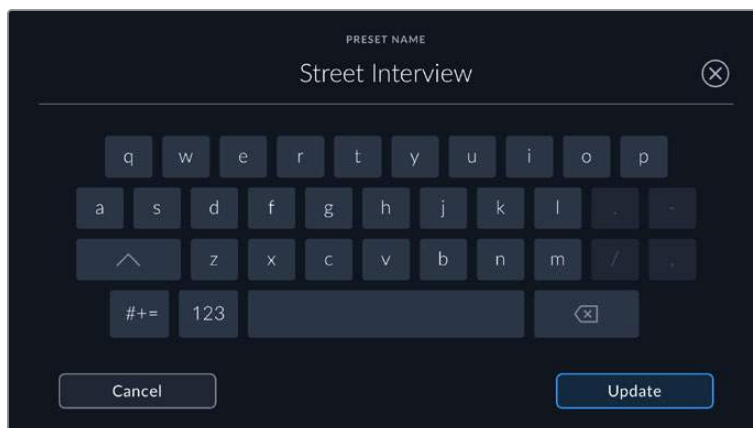 PRESET NAME
Street Interview
q w e r t y u i o p
a s d f g h j k l . -
z x c v b n m / ,
#+= 123
Cancel Update